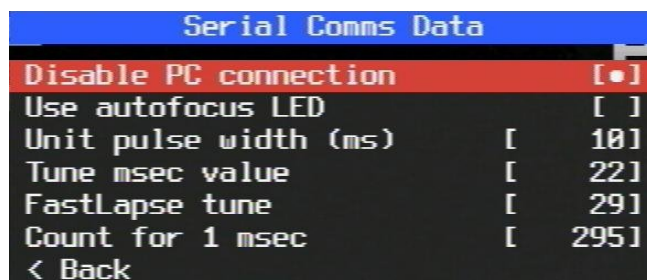 Serial Comms Data
Disable PC connection [•]
Use autofocus LED [ ]
Unit pulse width (ms) [ 10]
Tune msec value [ 22]
FastLapse tune [ 29]
Count for 1 msec [ 295]
< Back